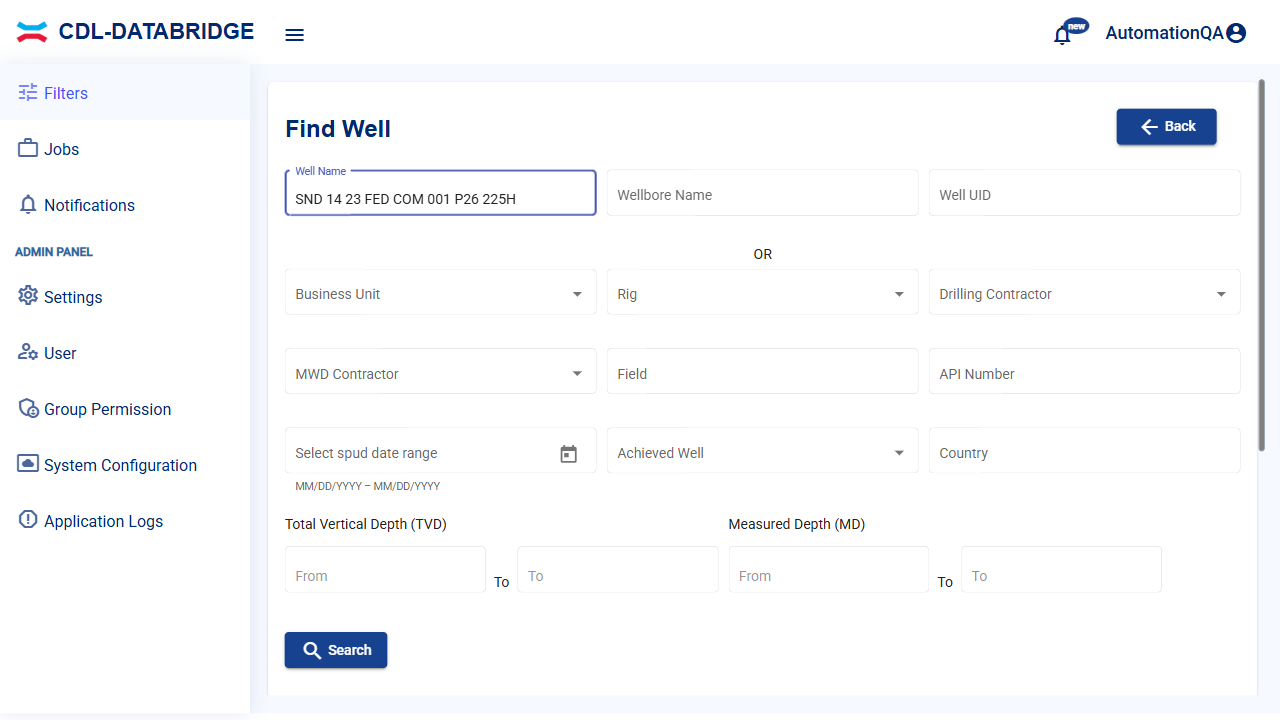 CDL-DATABRIDGE
new
AutomationQA
Filters
Jobs
Notifications
ADMIN PANEL
Settings
User
Group Permission
System Configuration
Application Logs
Find Well
Back
Well Name
SND 14 23 FED COM 001 P26 225H
Wellbore Name
Well UID
OR
Business Unit
Rig
Drilling Contractor
MWD Contractor
Field
API Number
Select spud date range
Achieved Well
Country
MM/DD/YYYY – MM/DD/YYYY
Total Vertical Depth (TVD)
Measured Depth (MD)
From
To
To
From
To
To
Search